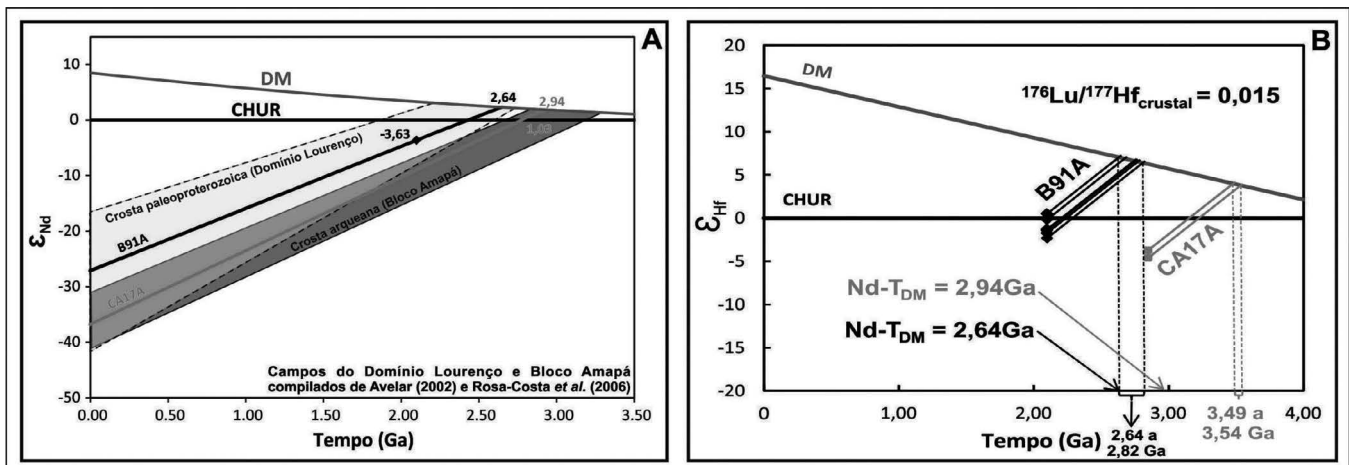 A
10
0
-10
-20
-30
-40
-50
εNd
DM
CHUR
2,64
2,94
-3,63
1,03
Crosta paleoproterozoica (Domínio Lourenço)
B91A
Crosta arqueana (Bloco Amapá)
CA17A
Campos do Domínio Lourenço e Bloco Amapá
compilados de Avelar (2002) e Rosa-Costa et al. (2006)
0.00 0.50 1.00 1.50 2.00 2.50 3.00 3.50
Tempo (Ga)
B
20
15
10
5
0
-5
-10
-15
-20
εHf
DM
176Lu/177Hfcrustal = 0,015
CHUR
B91A
CA17A
Nd-TDM = 2,94Ga
Nd-TDM = 2,64Ga
0 1,00 2,00 3,00 4,00
Tempo (Ga)
2,64 a
2,82 Ga
3,49 a
3,54 Ga